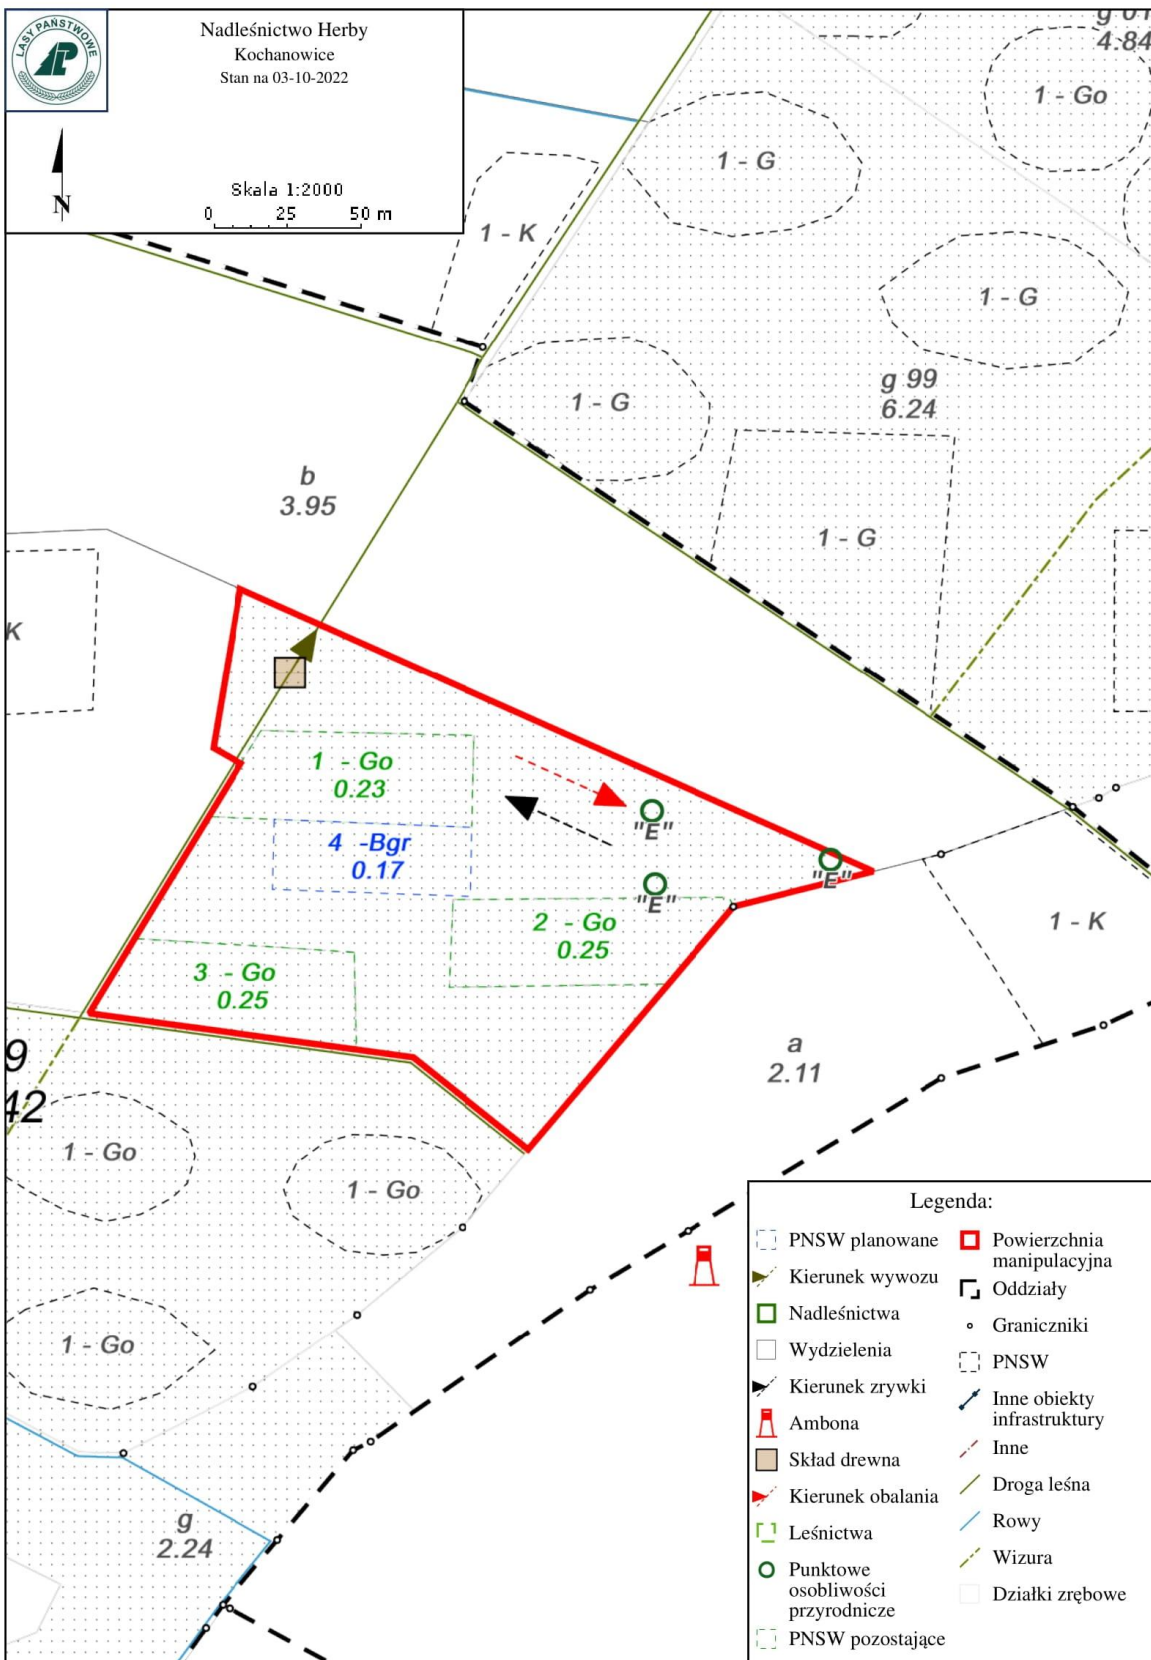 LASY PAŃSTWOWE
Nadleśnictwo Herby
Kochanowice
Stan na 03-10-2022
N
Skala 1:2000
0 25 50 m
4.84
1 - Go
1 - G
1 - K
1 - G
g 99
6.24
1 - G
b
3.95
1 - G
K
1 - Go
0.23
4 -Bgr
0.17
"E"
"E"
"E"
2 - Go
0.25
1 - K
3 - Go
0.25
a
2.11
9
42
1 - Go
1 - Go
1 - Go
g
2.24
Legenda:
PNSW planowane
Kierunek wywozu
Nadleśnictwa
Wydzielenia
Kierunek zrywki
Ambona
Skład drewna
Kierunek obalania
Leśnictwa
Punktowe
osobliwości
przyrodnicze
PNSW pozostające
Powierzchnia
manipulacyjna
Oddziały
Graniczniki
PNSW
Inne obiekty
infrastruktury
Inne
Droga leśna
Rowy
Wizura
Działki zrębowe